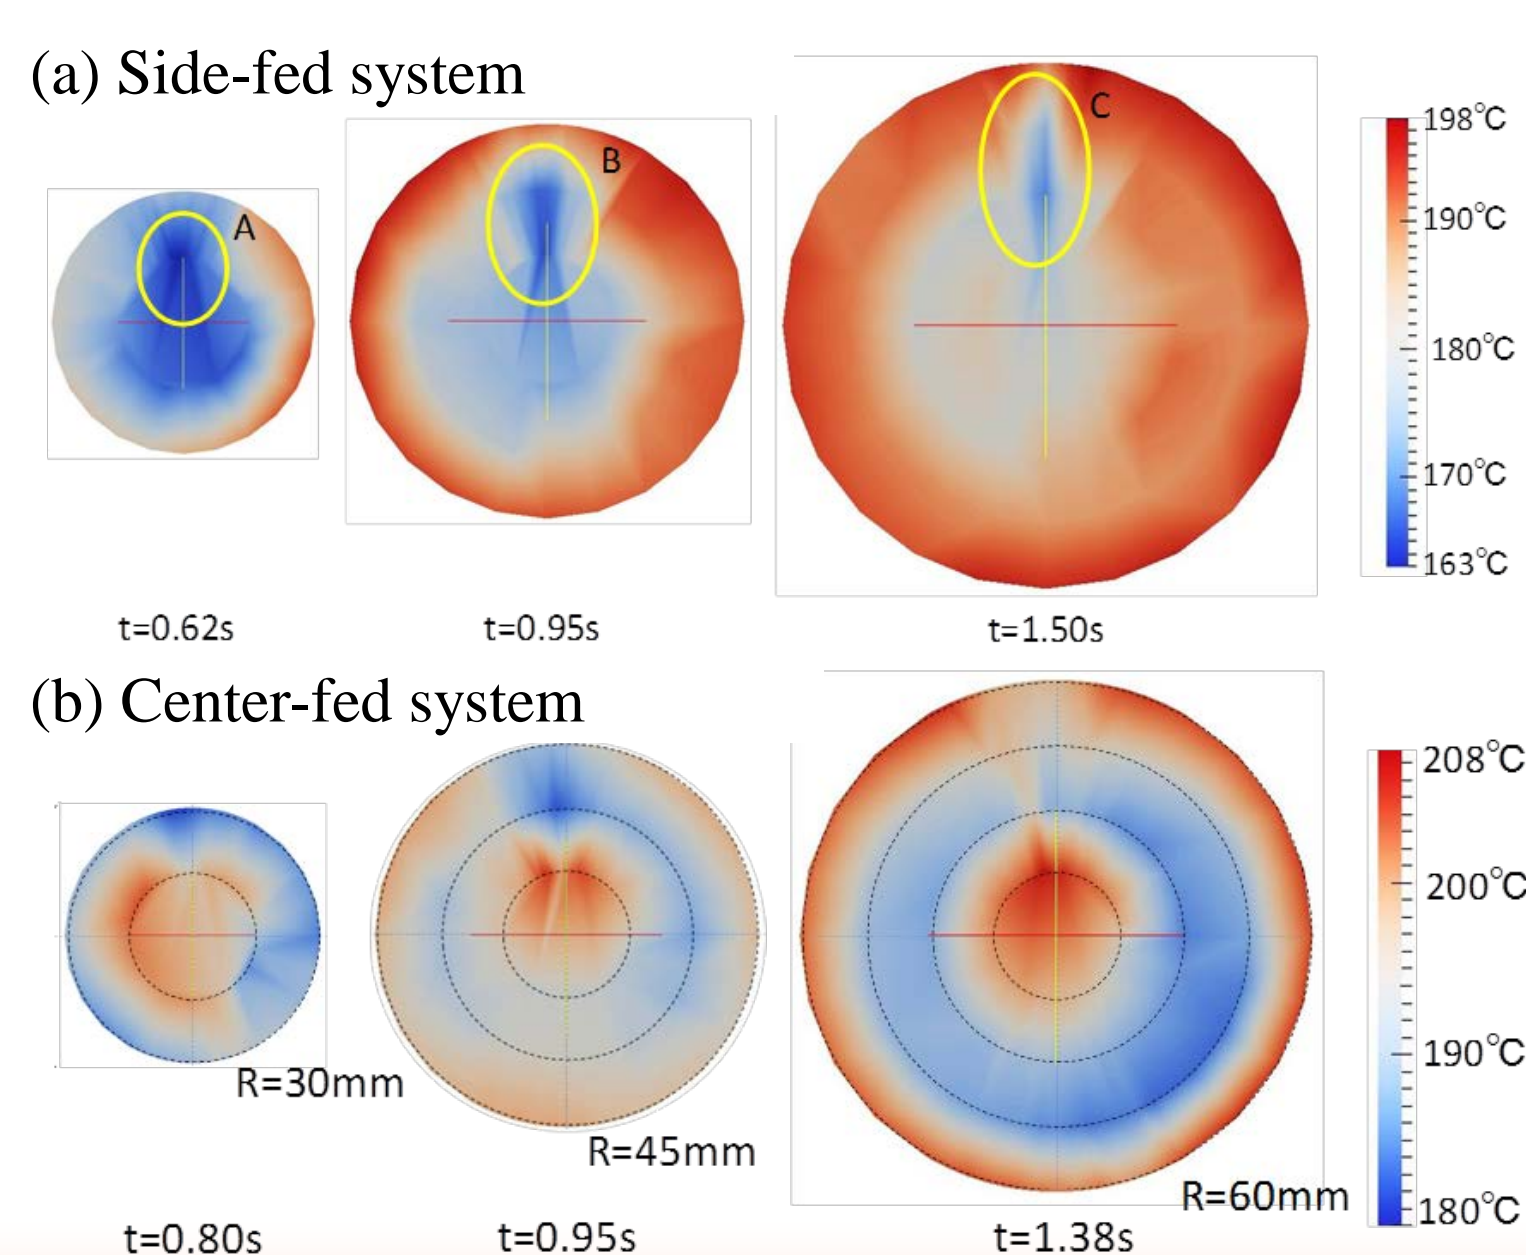 (a) Side-fed system
A
B
C
198℃
190℃
180℃
170℃
163℃
t=0.62s
t=0.95s
t=1.50s
(b) Center-fed system
R=30mm
R=45mm
R=60mm
208℃
200℃
190℃
180℃
t=0.80s
t=0.95s
t=1.38s